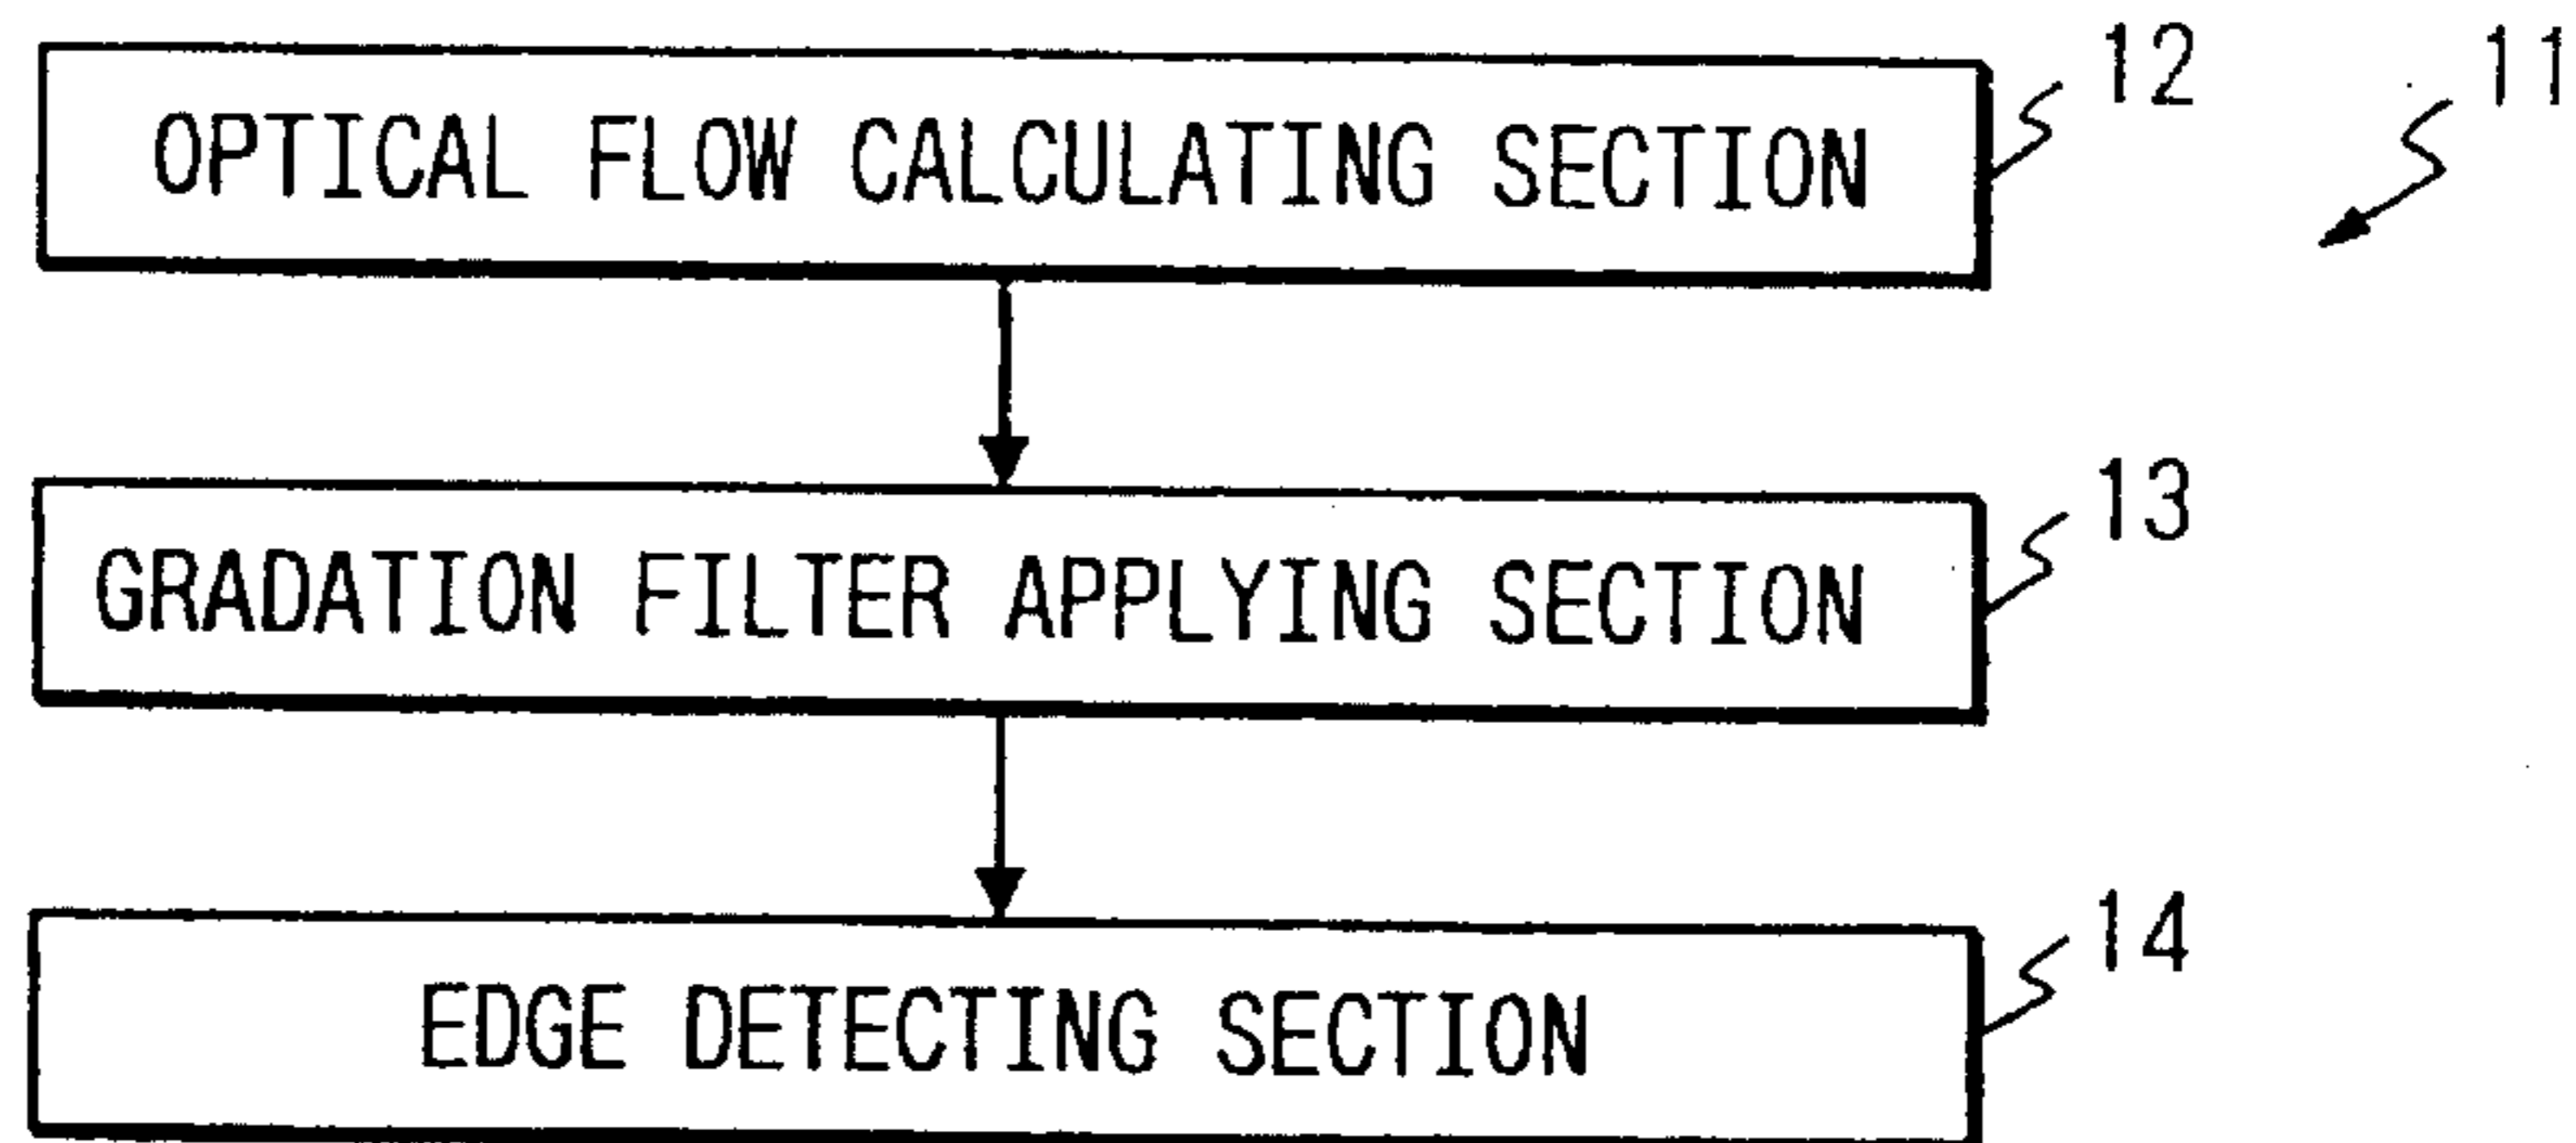 12
11
OPTICAL FLOW CALCULATING SECTION
13
GRADATION FILTER APPLYING SECTION
14
EDGE DETECTING SECTION